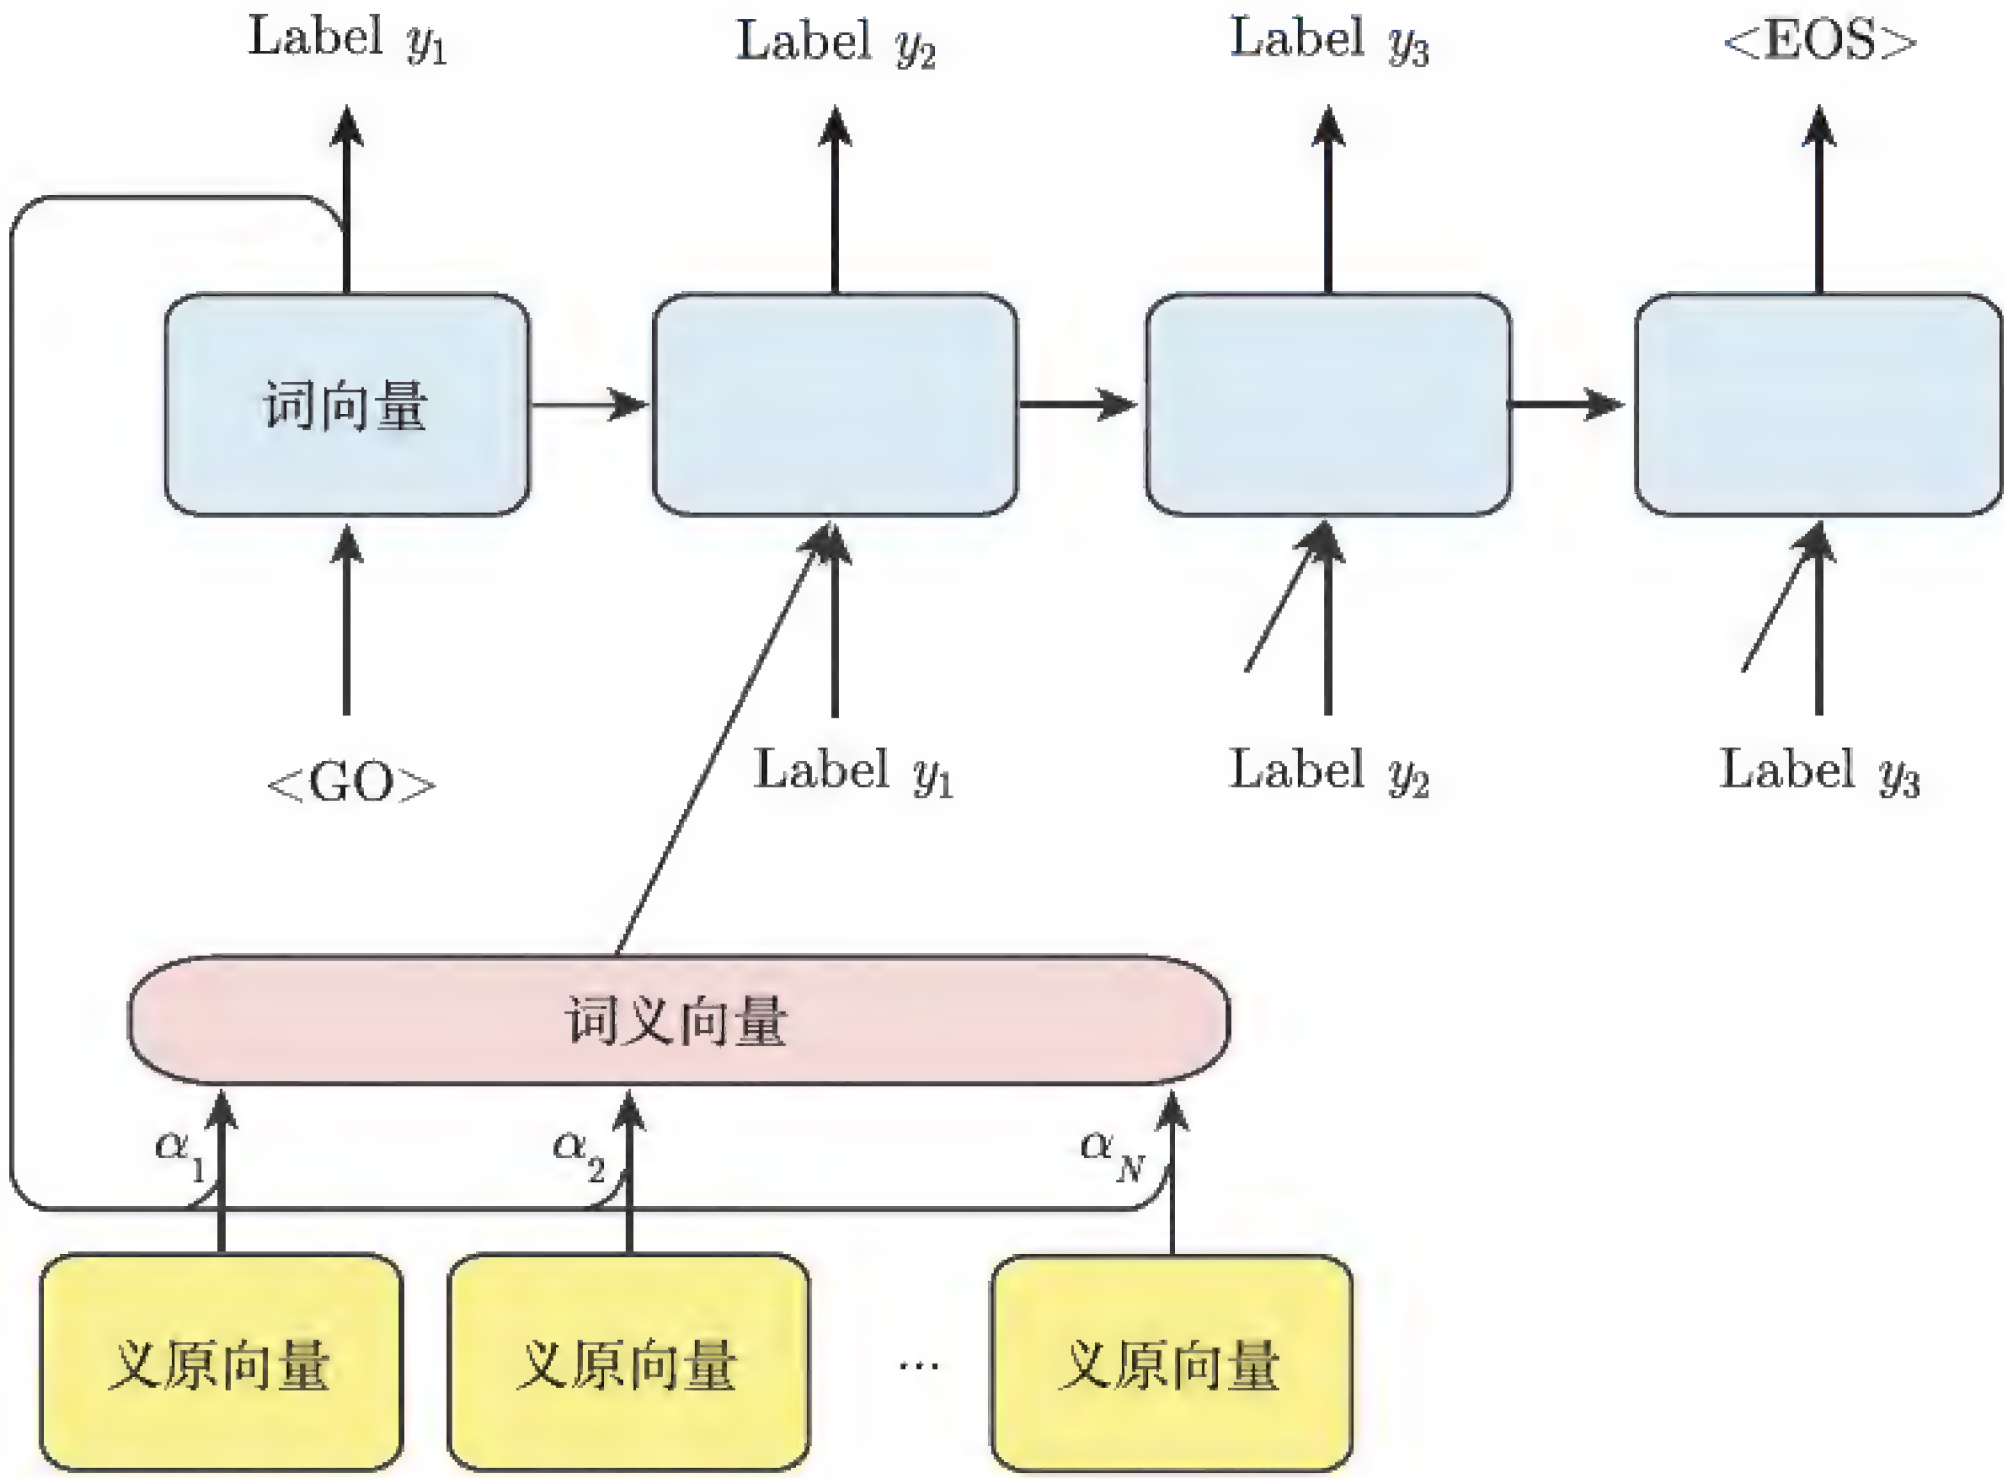 Label y₁
Label y₂
Label y₃
<EOS>
词向量
<GO>
Label y₁
Label y₂
Label y₃
词义向量
α₁
α₂
α_N
义原向量
义原向量
...
义原向量